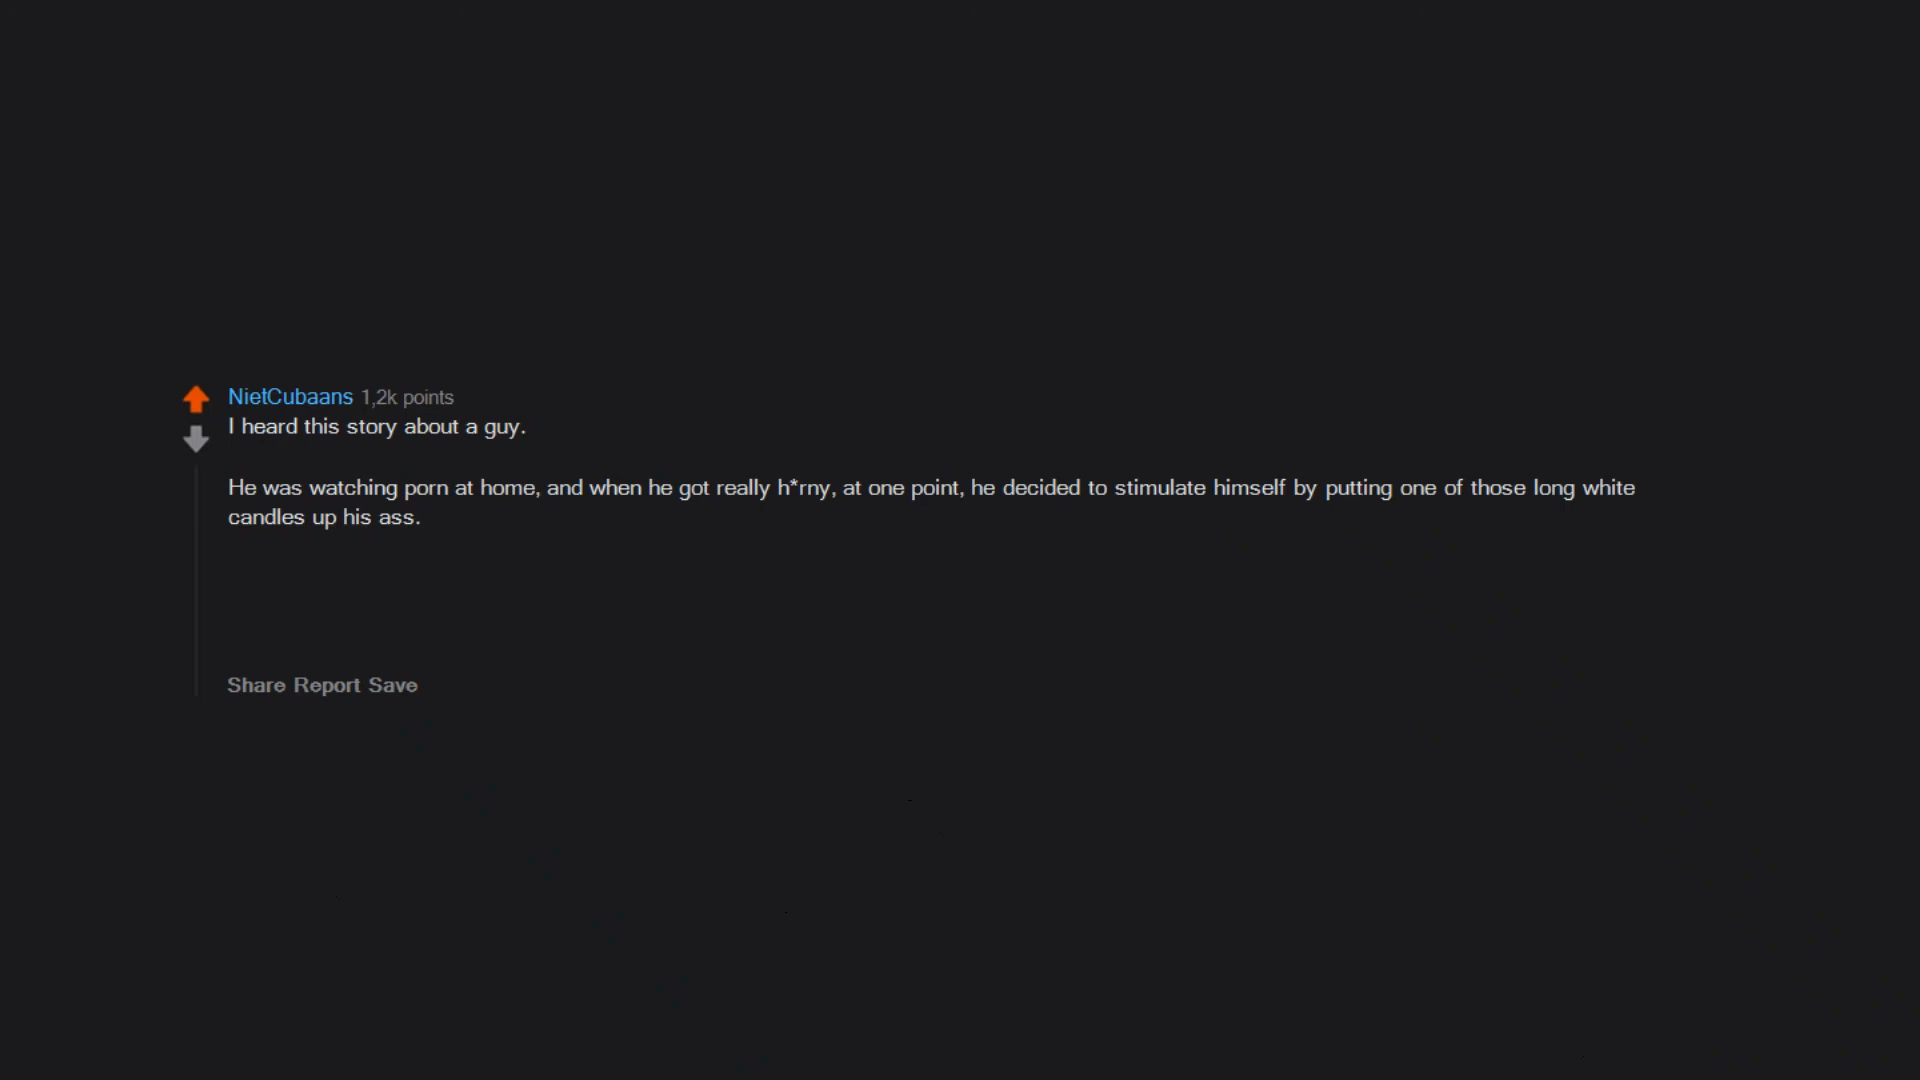 NietCubaans 1,2k points
I heard this story about a guy.
He was watching porn at home, and when he got really h*rny, at one point, he decided to stimulate himself by putting one of those long white
candles up his ass.
Share Report Save